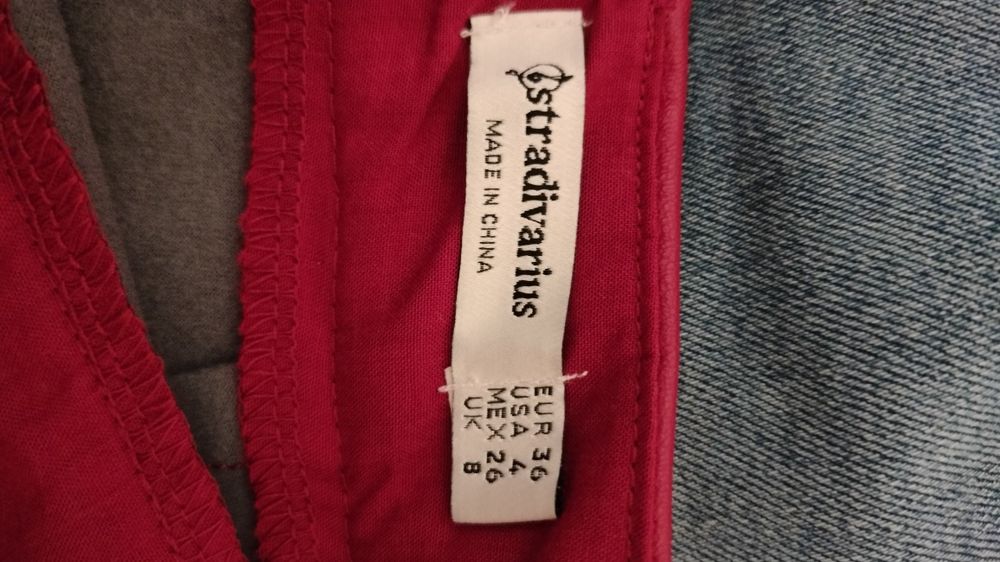 stradivarius
MADE IN CHINA
EUR 36
USA 4
MEX 26
UK 8